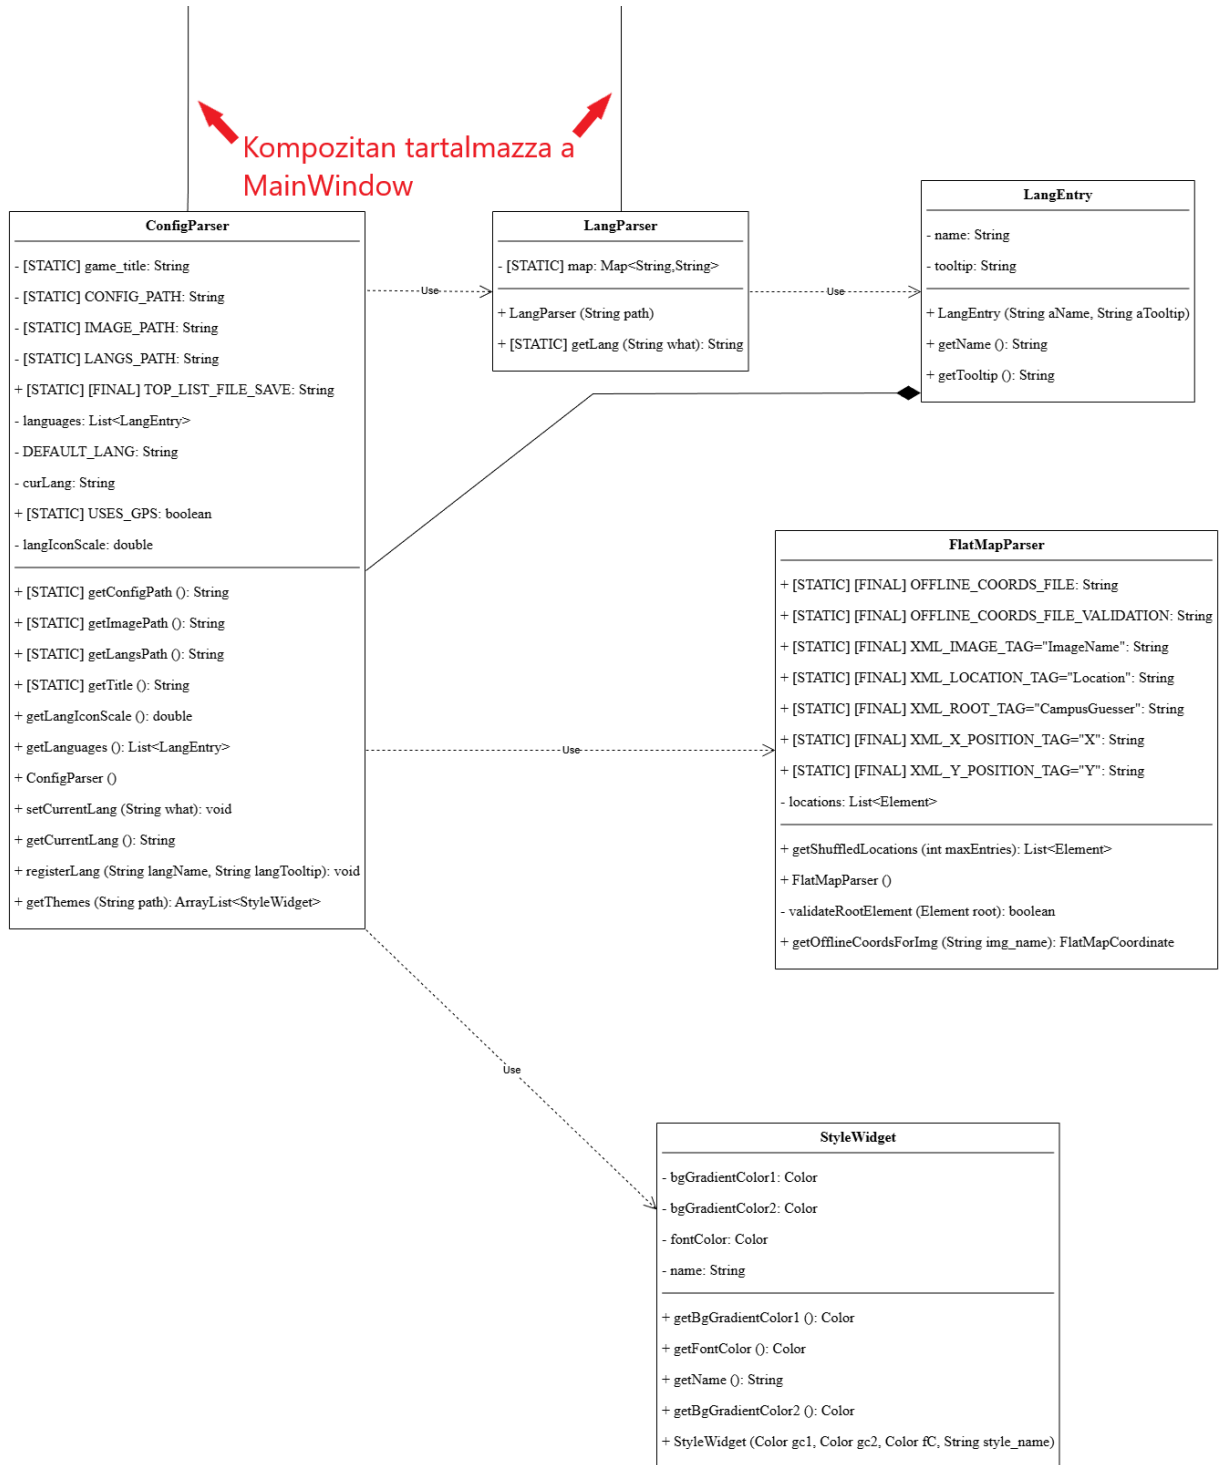 Kompozitan tartalmazza a
MainWindow
ConfigParser
- [STATIC] game_title: String
- [STATIC] CONFIG_PATH: String
- [STATIC] IMAGE_PATH: String
- [STATIC] LANGS_PATH: String
+ [STATIC] [FINAL] TOP_LIST_FILE_SAVE: String
- languages: List<LangEntry>
- DEFAULT_LANG: String
- curLang: String
+ [STATIC] USES_GPS: boolean
- langIconScale: double
+ [STATIC] getConfigPath (): String
+ [STATIC] getImagePath (): String
+ [STATIC] getLangsPath (): String
+ [STATIC] getTitle (): String
+ getLangIconScale (): double
+ getLanguages (): List<LangEntry>
+ ConfigParser ()
+ setCurrentLang (String what): void
+ getCurrentLang (): String
+ registerLang (String langName, String langTooltip): void
+ getThemes (String path): ArrayList<StyleWidget>
Use
LangParser
- [STATIC] map: Map<String,String>
+ LangParser (String path)
+ [STATIC] getLang (String what): String
Use
LangEntry
- name: String
- tooltip: String
+ LangEntry (String aName, String aTooltip)
+ getName (): String
+ getTooltip (): String
Use
FlatMapParser
+ [STATIC] [FINAL] OFFLINE_COORDS_FILE: String
+ [STATIC] [FINAL] OFFLINE_COORDS_FILE_VALIDATION: String
+ [STATIC] [FINAL] XML_IMAGE_TAG="ImageName": String
+ [STATIC] [FINAL] XML_LOCATION_TAG="Location": String
+ [STATIC] [FINAL] XML_ROOT_TAG="CampusGuesser": String
+ [STATIC] [FINAL] XML_X_POSITION_TAG="X": String
+ [STATIC] [FINAL] XML_Y_POSITION_TAG="Y": String
- locations: List<Element>
+ getShuffledLocations (int maxEntries): List<Element>
+ FlatMapParser ()
- validateRootElement (Element root): boolean
+ getOfflineCoordsForImg (String img_name): FlatMapCoordinate
Use
StyleWidget
- bgGradientColor1: Color
- bgGradientColor2: Color
- fontColor: Color
- name: String
+ getBgGradientColor1 (): Color
+ getFontColor (): Color
+ getName (): String
+ getBgGradientColor2 (): Color
+ StyleWidget (Color gc1, Color gc2, Color fC, String style_name)